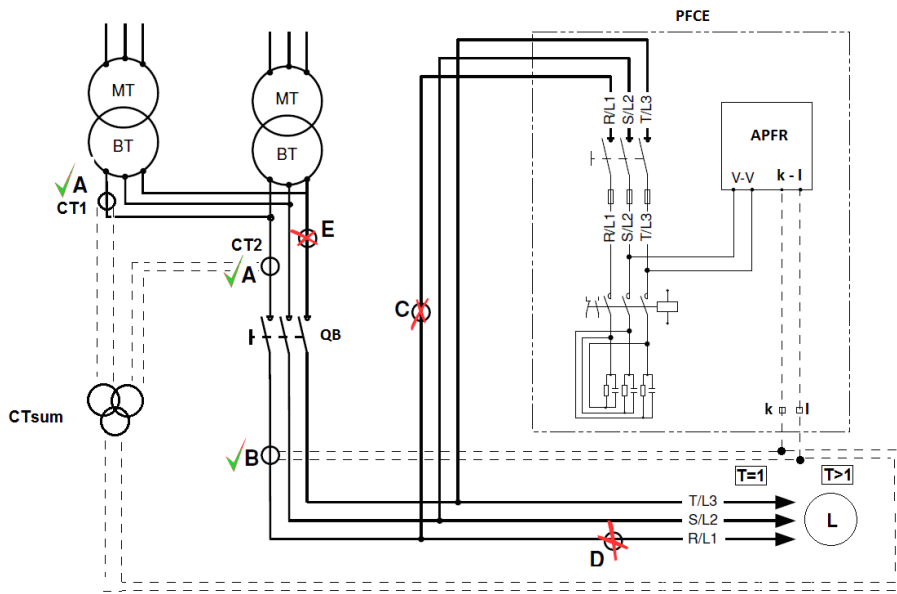 PFCE
MT
MT
BT
BT
R/L1
S/L2
T/L3
APFR
V-V
k - I
A
CT1
E
CT2
A
R/L1
S/L2
T/L3
C
QB
CTsum
k
I
B
T=1
T>1
T/L3
S/L2
R/L1
L
D